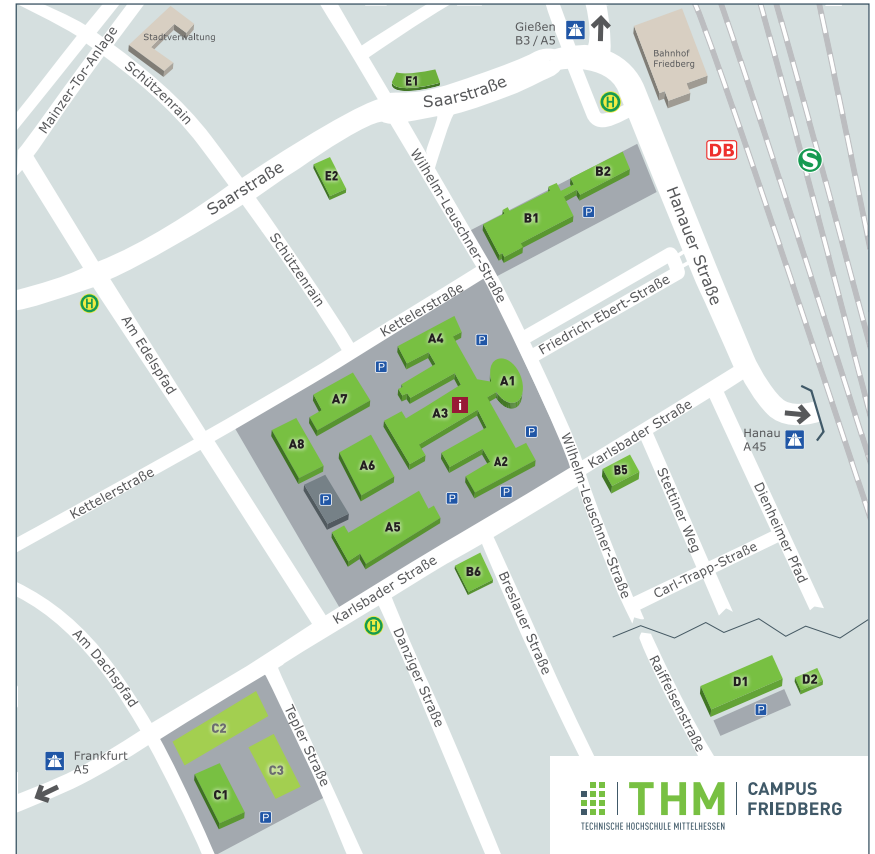 Gießen
B3 / A5
Stadtverwaltung
Bahnhof
Friedberg
Mainzer-Tor-Anlage
Schützenrain
E1
Saarstraße
H
DB
S
Wilhelm-Leuschner-Straße
E2
Saarstraße
B2
B1
P
Hanauer Straße
Schützenrain
H
Kettelerstraße
Friedrich-Ebert-Straße
Am Edelspfad
A4
P
P
A1
A7
A3
i
A8
A6
A2
P
P
P
P
A5
Hanau
A45
Karlsbader Straße
Wilhelm-Leuschner-Straße
B5
Stettiner Weg
Dienheimer Pfad
Kettelerstraße
Carl-Trapp-Straße
B6
Karlsbader Straße
H
Breslauer Straße
Danziger Straße
Am Dachspfad
Raiffeisenstraße
D1
D2
P
Tepler Straße
C2
C3
C1
P
Frankfurt
A5
THM
CAMPUS
FRIEDBERG
TECHNISCHE HOCHSCHULE MITTELHESSEN